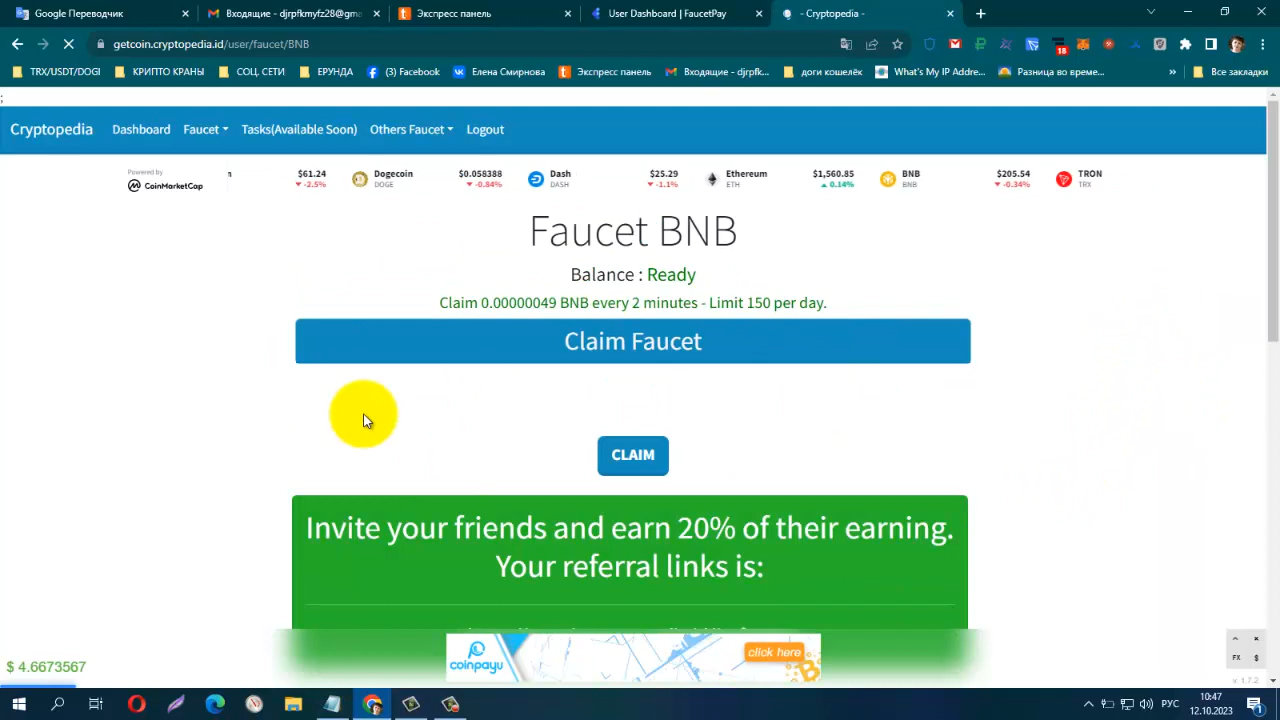 Google Переводчик
Входящие - djrpfkmyfz28@gma
Экспресс панель
User Dashboard | FaucetPay
- Cryptopedia -
getcoin.cryptopedia.id/user/faucet/BNB
18
TRX/USDT/DOGI
КРИПТО КРАНЫ
СОЦ. СЕТИ
ЕРУНДА
(3) Facebook
Елена Смирнова
Экспресс панель
Входящие - djrpfk...
доги кошелёк
What's My IP Addre...
Разница во време...
»
Все закладки
;
Cryptopedia
Dashboard
Faucet
Tasks(Available Soon)
Others Faucet
Logout
Powered by
CoinMarketCap
n
$61.24
-2.5%
Dogecoin
DOGE
$0.058388
-0.84%
Dash
DASH
$25.29
-1.1%
Ethereum
ETH
$1,560.85
0.14%
BNB
BNB
$205.54
-0.34%
TRON
TRX
Faucet BNB
Balance : Ready
Claim 0.00000049 BNB every 2 minutes - Limit 150 per day.
Claim Faucet
CLAIM
Invite your friends and earn 20% of their earning.
Your referral links is:
coinpayu
click here
$ 4.6673567
FX $
v 1.7.2
РУС
10:47
12.10.2023